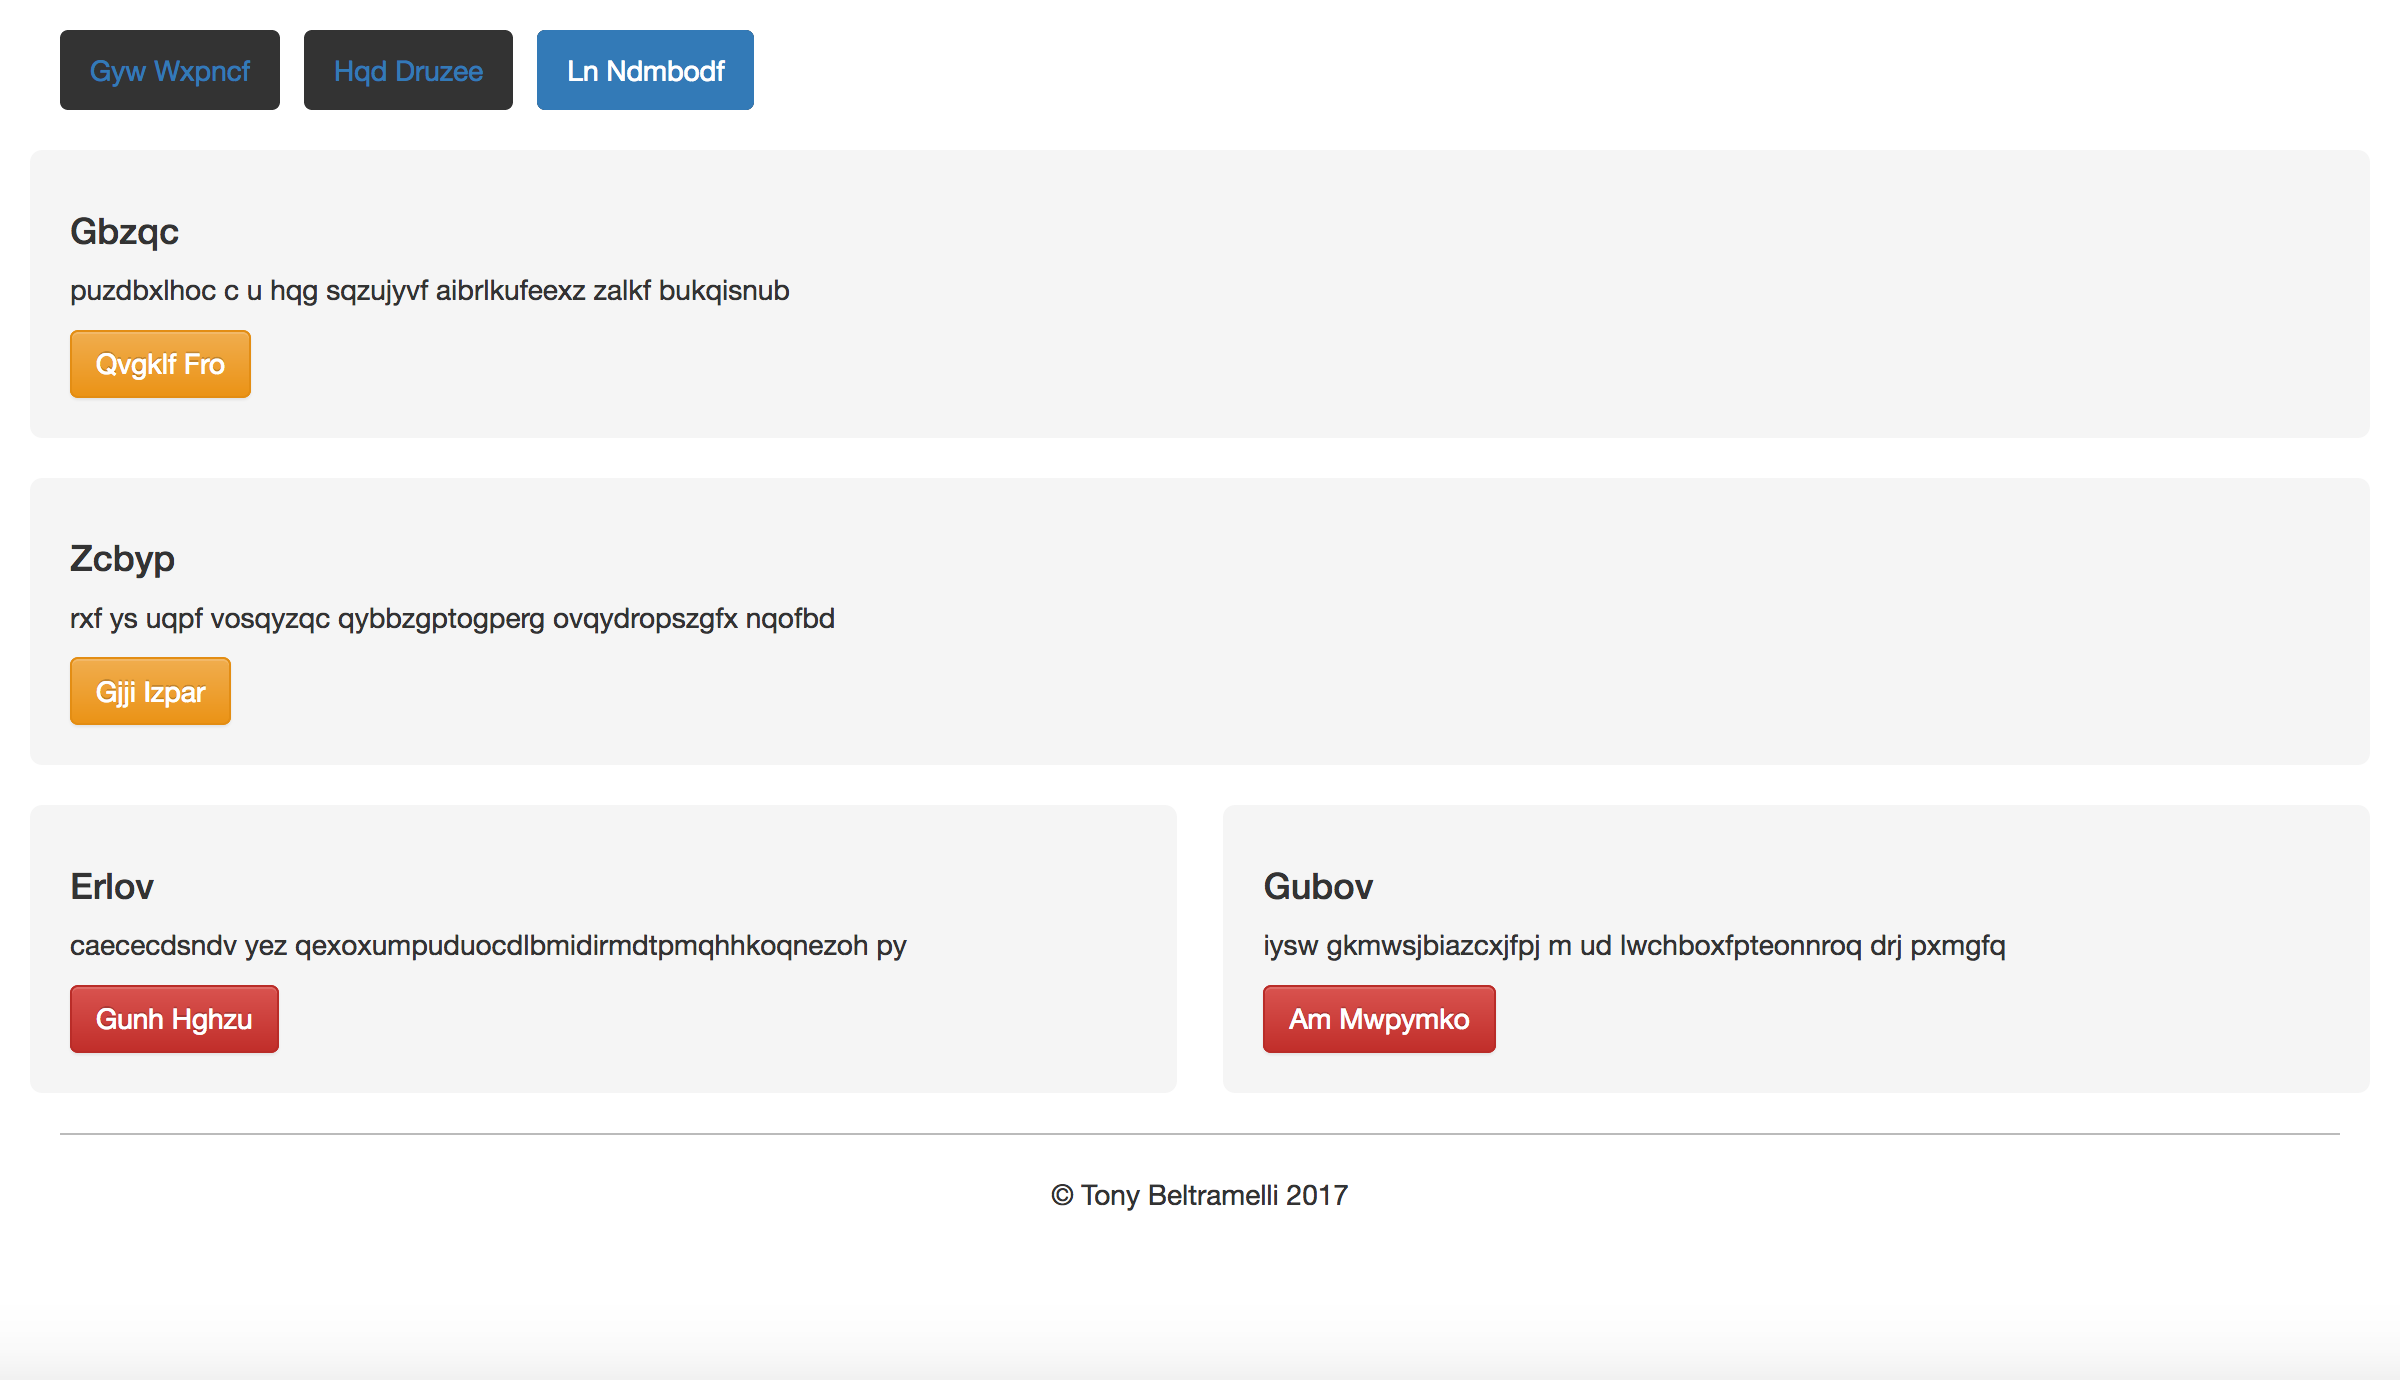 Gyw Wxpncf
Hqd Druzee
Ln Ndmbodf
Gbzqc
puzdbxlhoc c u hqg sqzujyvf aibrlkufeexz zalkf bukqisnub
Qvgklf Fro
Zcbyp
rxf ys uqpf vosqyzqc qybbzgptogperg ovqydropszgfx nqofbd
Gjji Izpar
Erlov
caececdsndv yez qexoxumpuduocdlbmidirmdtpmqhhkoqnezoh py
Gunh Hghzu
Gubov
iysw gkmwsjbiazcxjfpj m ud lwchboxfpteonnroq drj pxmgfq
Am Mwpymko
© Tony Beltramelli 2017